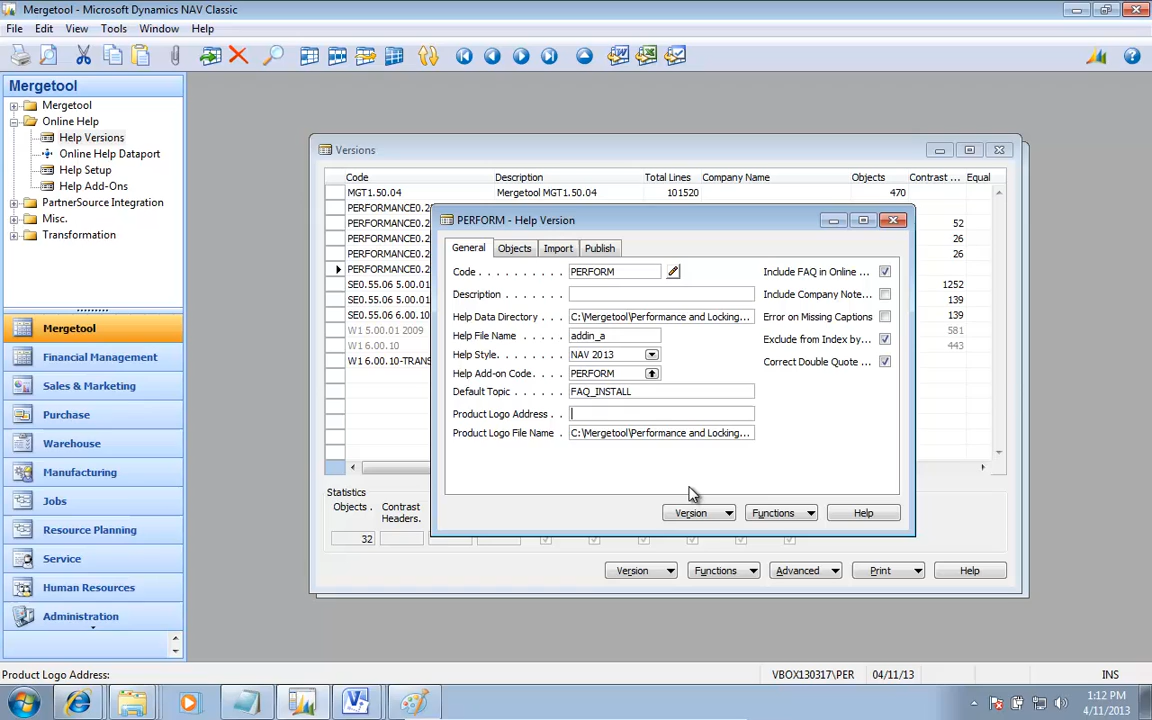 Mergetool - Microsoft Dynamics NAV Classic
File Edit View Tools Window Help
Mergetool
Mergetool
Online Help
Help Versions
Online Help Dataport
Help Setup
Help Add-Ons
PartnerSource Integration
Misc.
Transformation
Mergetool
Financial Management
Sales & Marketing
Purchase
Warehouse
Manufacturing
Jobs
Resource Planning
Service
Human Resources
Administration
Versions
Code Description Total Lines Company Name Objects Contrast ... Equal
MGT1.50.04 Mergetool MGT1.50.04 101520 470
PERFORMANCE0.2
PERFORMANCE0.2 52
PERFORMANCE0.2 26
PERFORMANCE0.2 26
PERFORMANCE0.2
SE0.55.06 5.00.01 1252
SE0.55.06 5.00.01 139
SE0.55.06 6.00.10 139
W1 5.00.01 2009 581
W1 6.00.10 443
W1 6.00.10-TRANS
Statistics
Objects . Contrast
Headers.
32
Version Functions Advanced Print Help
PERFORM - Help Version
General Objects Import Publish
Code . . . . . . . . . . PERFORM
Description . . . . . . .
Help Data Directory . . . C:\Mergetool\Performance and Locking...
Help File Name . . . . . addin_a
Help Style. . . . . . . . NAV 2013
Help Add-on Code. . . . . PERFORM
Default Topic . . . . . . FAQ_INSTALL
Product Logo Address . .
Product Logo File Name . C:\Mergetool\Performance and Locking...
Include FAQ in Online ...
Include Company Note...
Error on Missing Captions
Exclude from Index by...
Correct Double Quote ...
Version Functions Help
Product Logo Address: VBOX130317\PER 04/11/13 INS
1:12 PM
4/11/2013